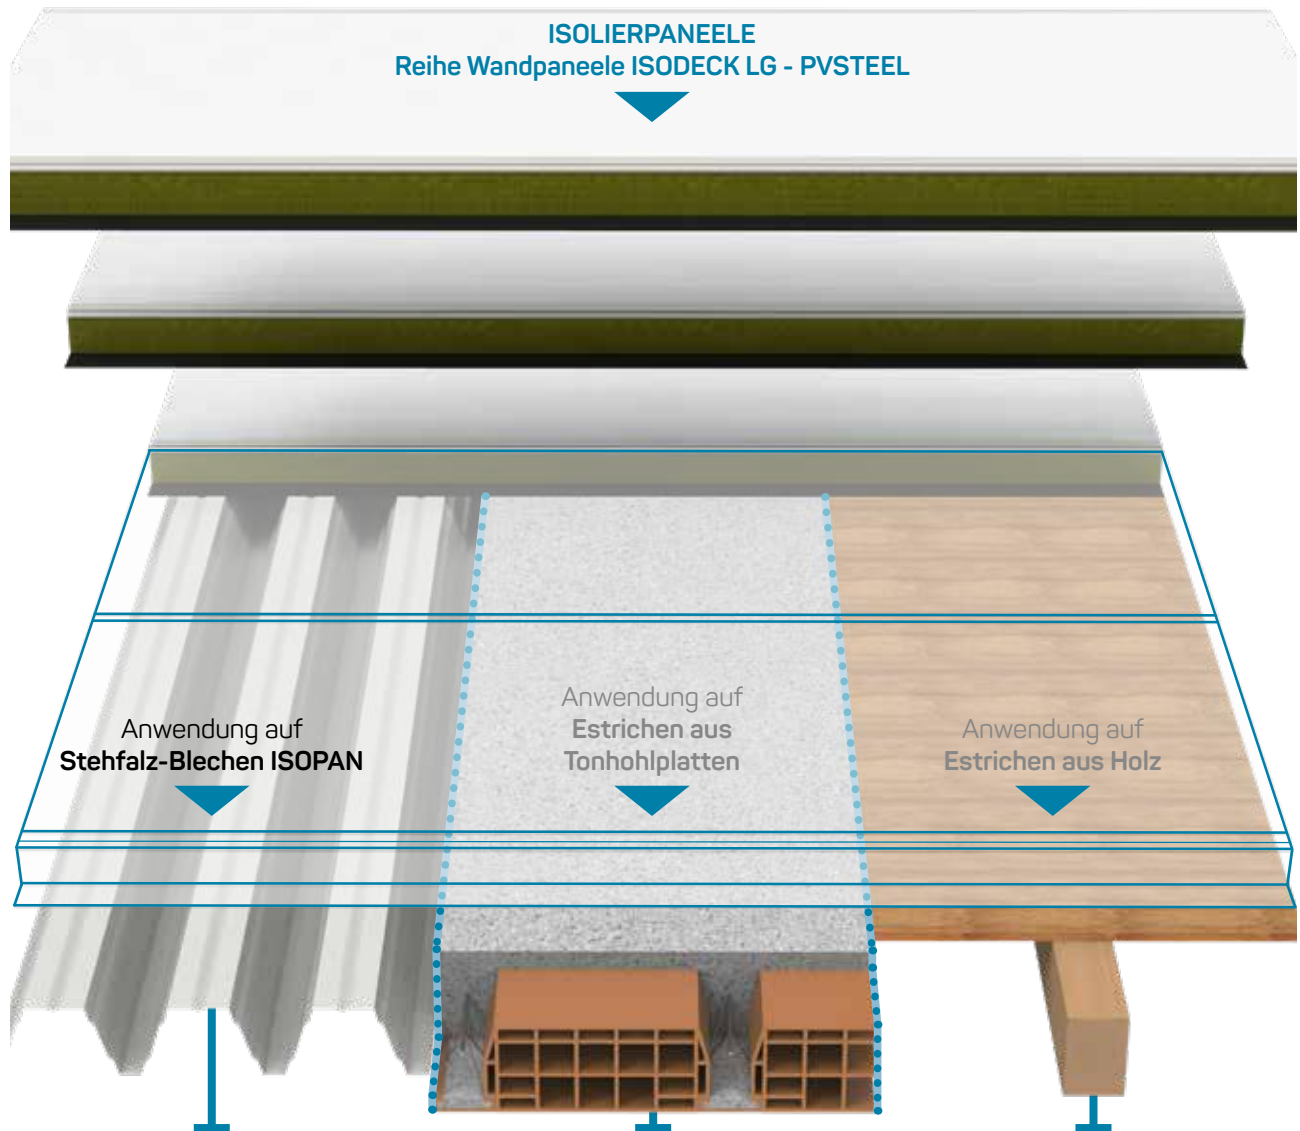 ISOLIERPANEELE
Reihe Wandpaneele ISODECK LG - PVSTEEL
Anwendung auf
Stehfalz-Blechen ISOPAN
Anwendung auf
Estrichen aus
Tonhohlplatten
Anwendung auf
Estrichen aus Holz